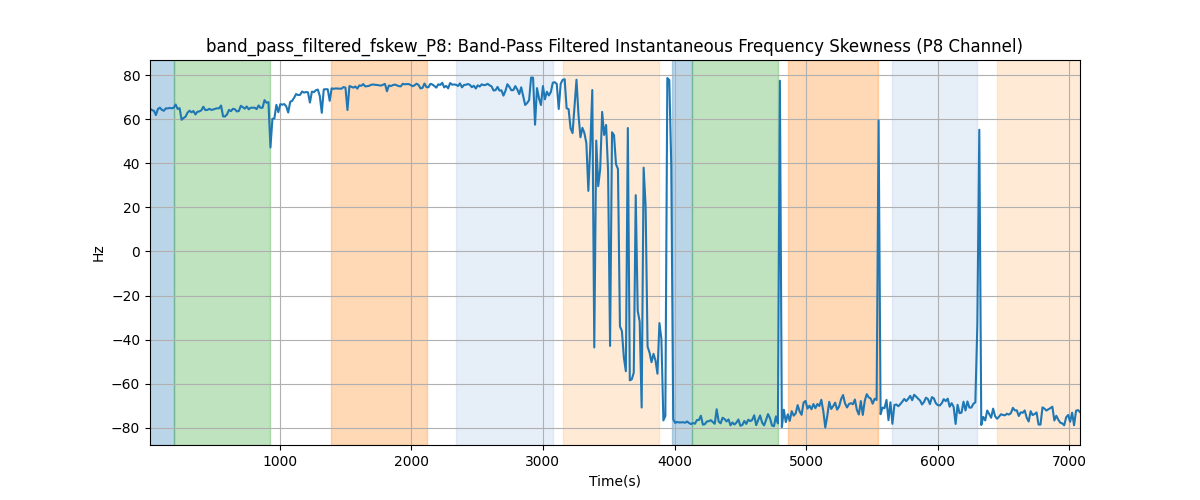 band_pass_filtered_fskew_P8: Band-Pass Filtered Instantaneous Frequency Skewness (P8 Channel)
80
60
40
20
0
−20
−40
−60
−80
Hz
1000 2000 3000 4000 5000 6000 7000
Time(s)